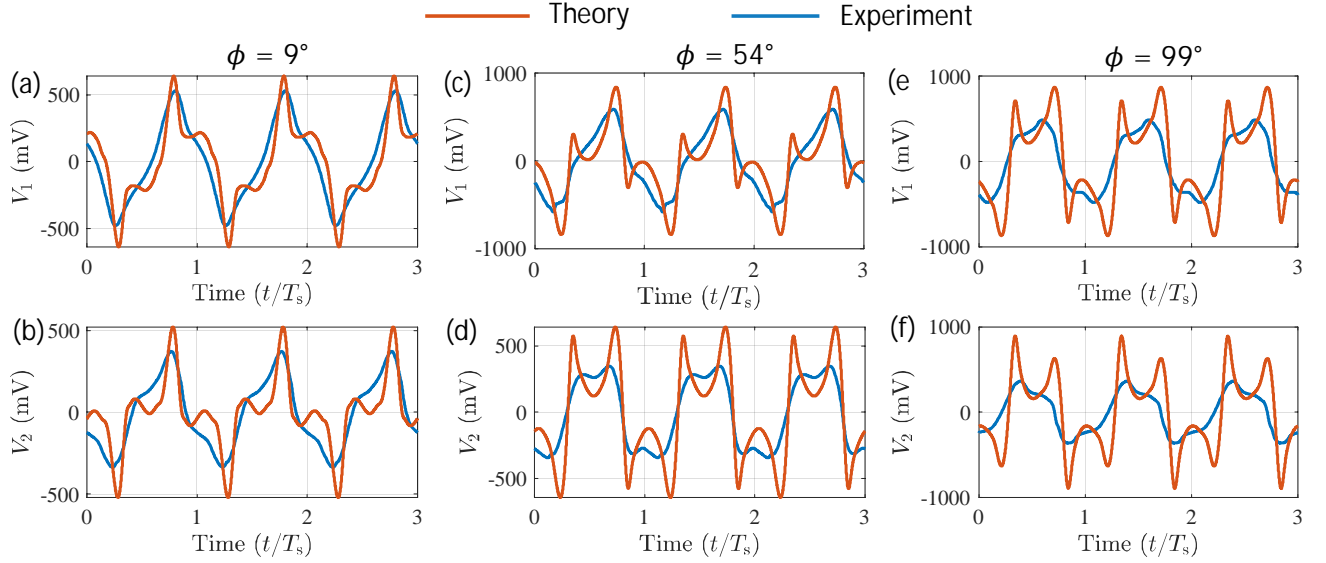 Theory Experiment
ϕ = 9° ϕ = 54° ϕ = 99°
(a) (c) (e)
V₁ (mV)
500
0
-500
0 1 2 3
Time (t/Tₛ)
V₁ (mV)
1000
0
-1000
0 1 2 3
Time (t/Tₛ)
V₁ (mV)
1000
0
-1000
0 1 2 3
Time (t/Tₛ)
(b) (d) (f)
V₂ (mV)
500
0
-500
0 1 2 3
Time (t/Tₛ)
V₂ (mV)
500
0
-500
0 1 2 3
Time (t/Tₛ)
V₂ (mV)
1000
0
-1000
0 1 2 3
Time (t/Tₛ)